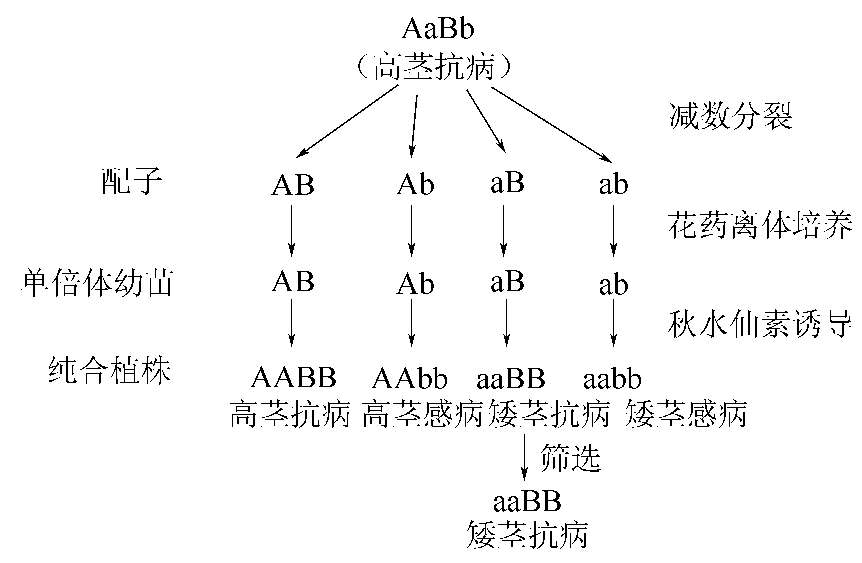 AaBb
（高茎抗病）
减数分裂
配子 AB Ab aB ab
花药离体培养
单倍体幼苗 AB Ab aB ab
秋水仙素诱导
纯合植株 AABB AAbb aaBB aabb
高茎抗病 高茎感病 矮茎抗病 矮茎感病
筛选
aaBB
矮茎抗病